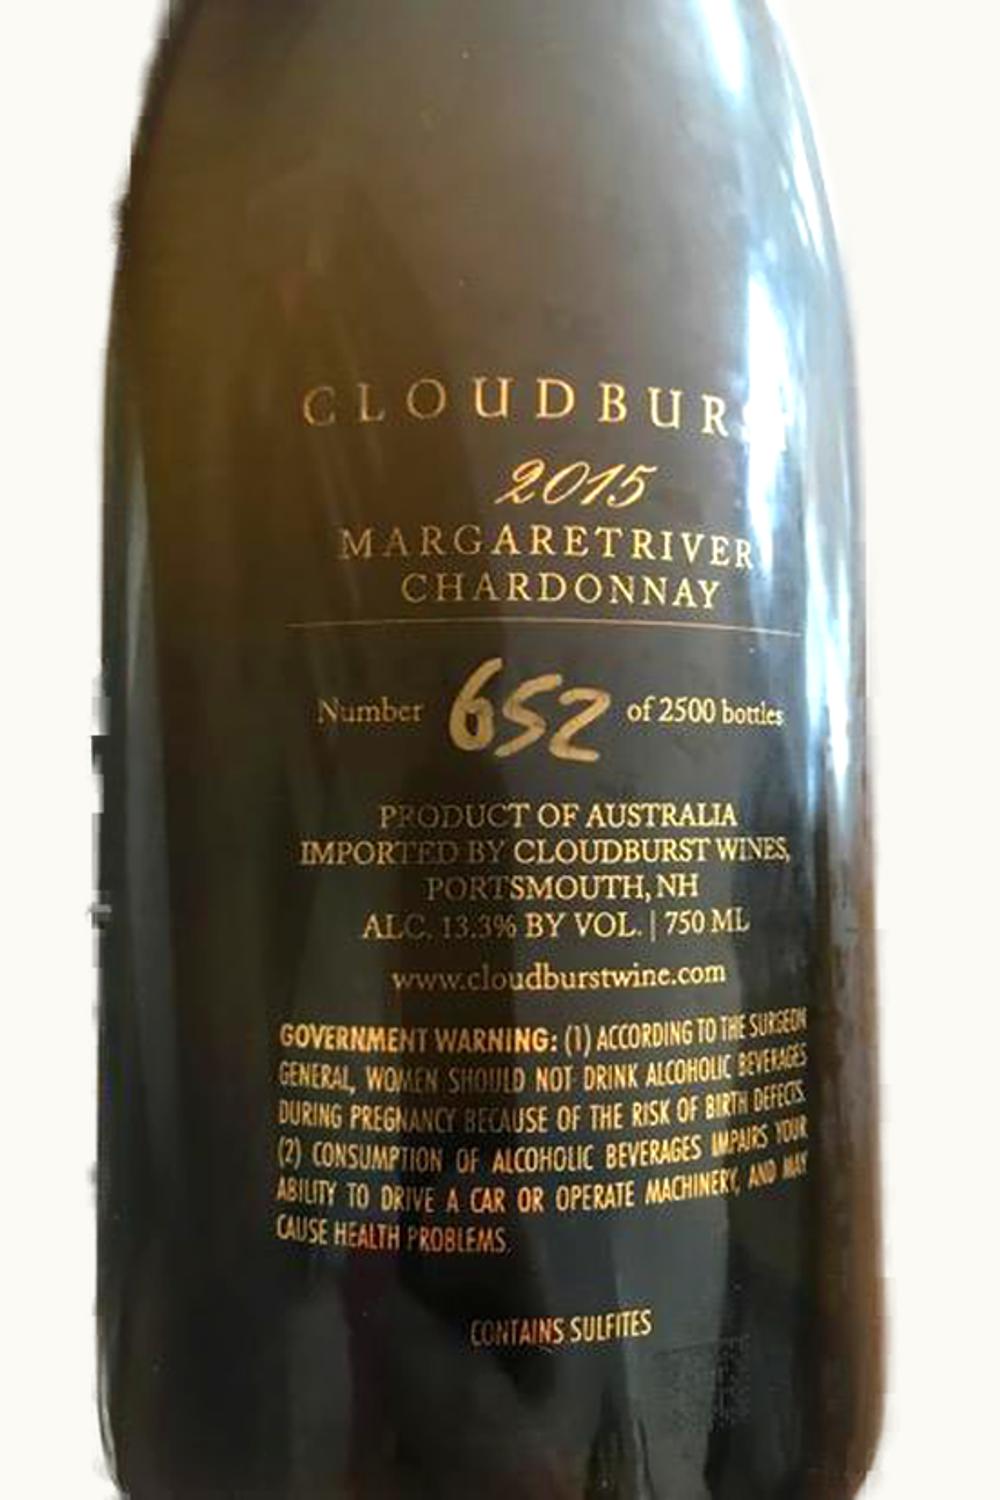 CLOUDBURST
2015
MARGARET RIVER
CHARDONNAY
Number 652 of 2500 bottles
PRODUCT OF AUSTRALIA
IMPORTED BY CLOUDBURST WINES,
PORTSMOUTH, NH
ALC. 13.3% BY VOL. | 750 ML
www.cloudburstwine.com
GOVERNMENT WARNING: (1) ACCORDING TO THE SURGEON
GENERAL, WOMEN SHOULD NOT DRINK ALCOHOLIC BEVERAGES
DURING PREGNANCY BECAUSE OF THE RISK OF BIRTH DEFECTS.
(2) CONSUMPTION OF ALCOHOLIC BEVERAGES IMPAIRS YOUR
ABILITY TO DRIVE A CAR OR OPERATE MACHINERY, AND MAY
CAUSE HEALTH PROBLEMS.
CONTAINS SULFITES